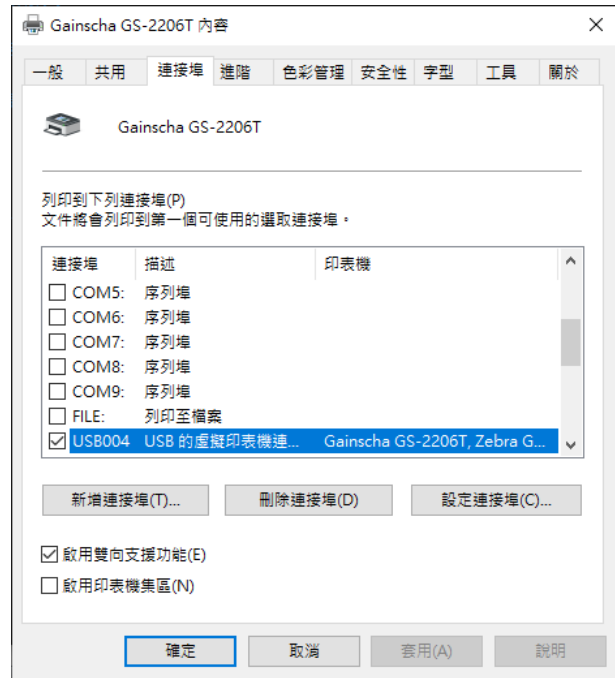 Gainscha GS-2206T 內容
一般 共用 連接埠 進階 色彩管理 安全性 字型 工具 關於
Gainscha GS-2206T
列印到下列連接埠(P)
文件將會列印到第一個可使用的選取連接埠。
連接埠 描述 印表機
COM5: 序列埠
COM6: 序列埠
COM7: 序列埠
COM8: 序列埠
COM9: 序列埠
FILE: 列印至檔案
USB004 USB 的虛擬印表機連... Gainscha GS-2206T, Zebra G...
新增連接埠(T)... 刪除連接埠(D) 設定連接埠(C)...
啟用雙向支援功能(E)
啟用印表機集區(N)
確定 取消 套用(A) 說明